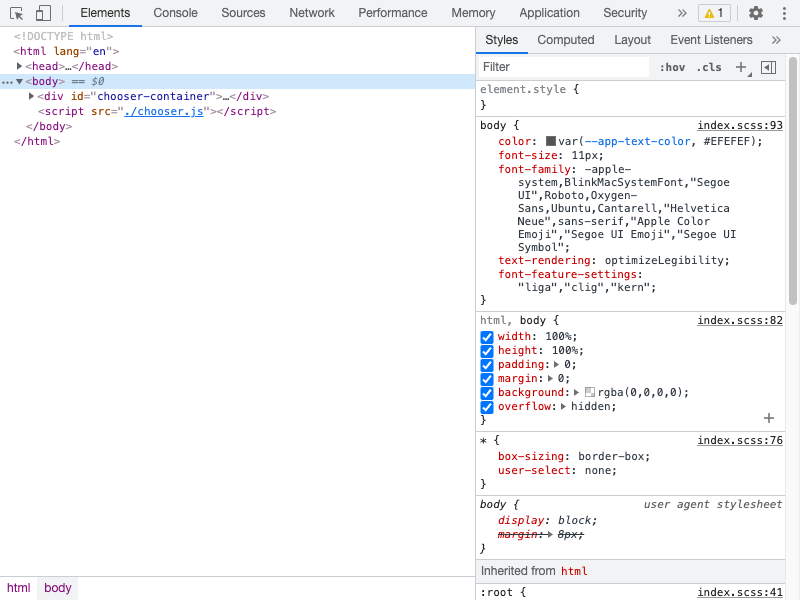 Elements Console Sources Network Performance Memory Application Security » 1
<!DOCTYPE html>
<html lang="en">
<head>…</head>
<body> == $0
<div id="chooser-container">…</div>
<script src="./chooser.js"></script>
</body>
</html>
html body
Styles Computed Layout Event Listeners »
Filter :hov .cls
element.style {
}
body { index.scss:93
color: var(--app-text-color, #EFEFEF);
font-size: 11px;
font-family: -apple-
system,BlinkMacSystemFont,"Segoe
UI",Roboto,Oxygen-
Sans,Ubuntu,Cantarell,"Helvetica
Neue",sans-serif,"Apple Color
Emoji","Segoe UI Emoji","Segoe UI
Symbol";
text-rendering: optimizeLegibility;
font-feature-settings:
"liga","clig","kern";
}
html, body { index.scss:82
width: 100%;
height: 100%;
padding: 0;
margin: 0;
background: rgba(0,0,0,0);
overflow: hidden;
}
* { index.scss:76
box-sizing: border-box;
user-select: none;
}
body { user agent stylesheet
display: block;
margin: 8px;
}
Inherited from html
:root { index.scss:41